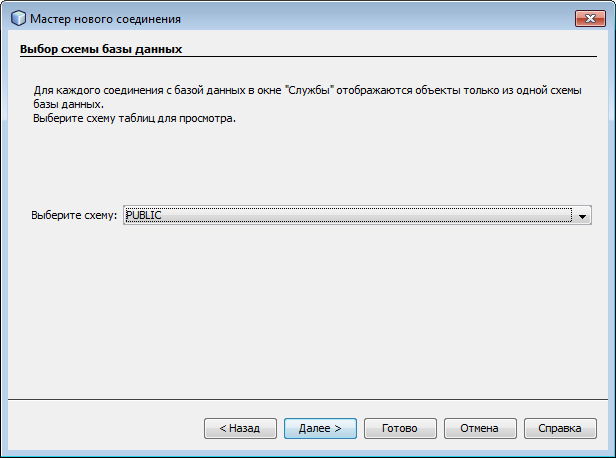 Мастер нового соединения
Выбор схемы базы данных
Для каждого соединения с базой данных в окне "Службы" отображаются объекты только из одной схемы
базы данных.
Выберите схему таблиц для просмотра.
Выберите схему: PUBLIC
< Назад Далее > Готово Отмена Справка